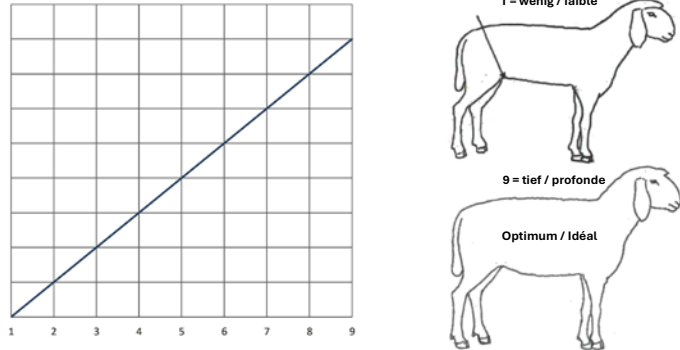 1 = wenig / faible
9 = tief / profonde
Optimum / Idéal
1 2 3 4 5 6 7 8 9